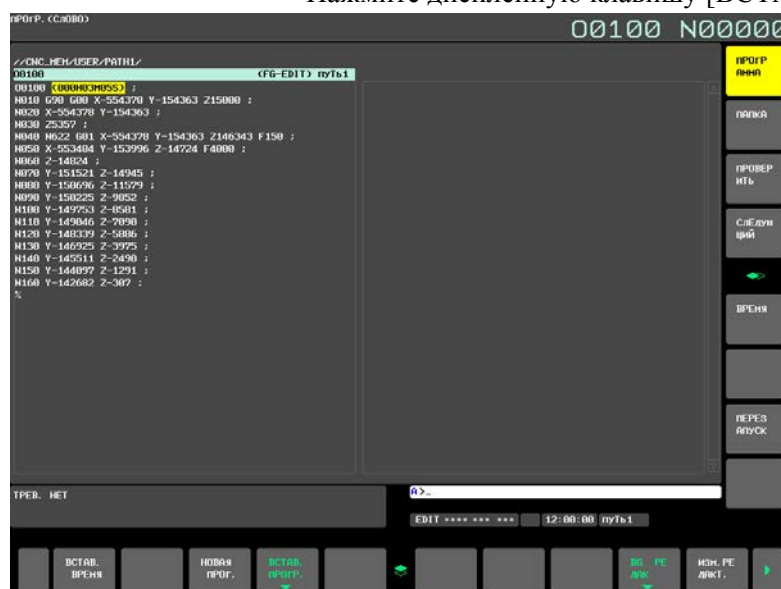 Нажмите дисплейную клавишу [ВСТА
ПРОГР. (СЛОВО)
O0100 N00000
//CNC_MEM/USER/PATH1/
O0100 (FG-EDIT) ПУТЬ1
O0100 (000H03M05S) ;
N010 G90 G00 X-554370 Y-154363 Z15000 ;
N020 X-554378 Y-154363 ;
N030 Z5357 ;
N040 N622 G01 X-554378 Y-154363 Z146343 F150 ;
N050 X-553404 Y-153996 Z-14724 F4000 ;
N060 Z-14824 ;
N070 Y-151521 Z-14945 ;
N080 Y-150696 Z-11579 ;
N090 Y-150225 Z-9052 ;
N100 Y-149753 Z-8581 ;
N110 Y-149046 Z-7090 ;
N120 Y-148339 Z-5886 ;
N130 Y-146925 Z-3975 ;
N140 Y-145511 Z-2490 ;
N150 Y-144097 Z-1291 ;
N160 Y-142682 Z-307 ;
%
ПРОГР
АММА
ПАПКА
ПРОВЕР
ИТЬ
СЛЕДУЮ
ЩИЙ
ВРЕМЯ
ПЕРЕЗ
АПУСК
ТРЕВ. НЕТ
A>_
EDIT **** *** *** 12:00:00 ПУТЬ1
ВСТАВ.
ВРЕМЯ
НОВАЯ
ПРОГ.
ВСТАВ.
ПРОГР.
BG РЕ
ДАК
ИЗМ.РЕ
ДАКТ.